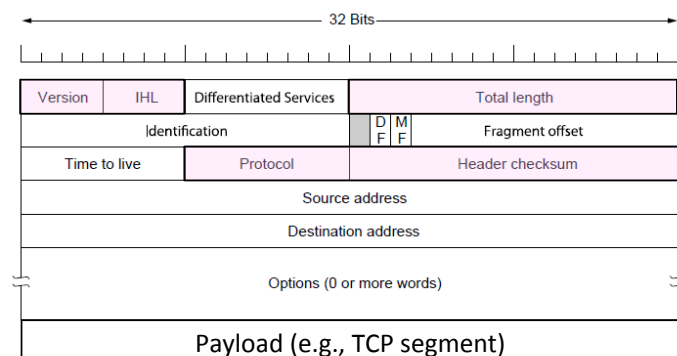 32 Bits
Version IHL Differentiated Services Total length
Identification D F M F Fragment offset
Time to live Protocol Header checksum
Source address
Destination address
Options (0 or more words)
Payload (e.g., TCP segment)